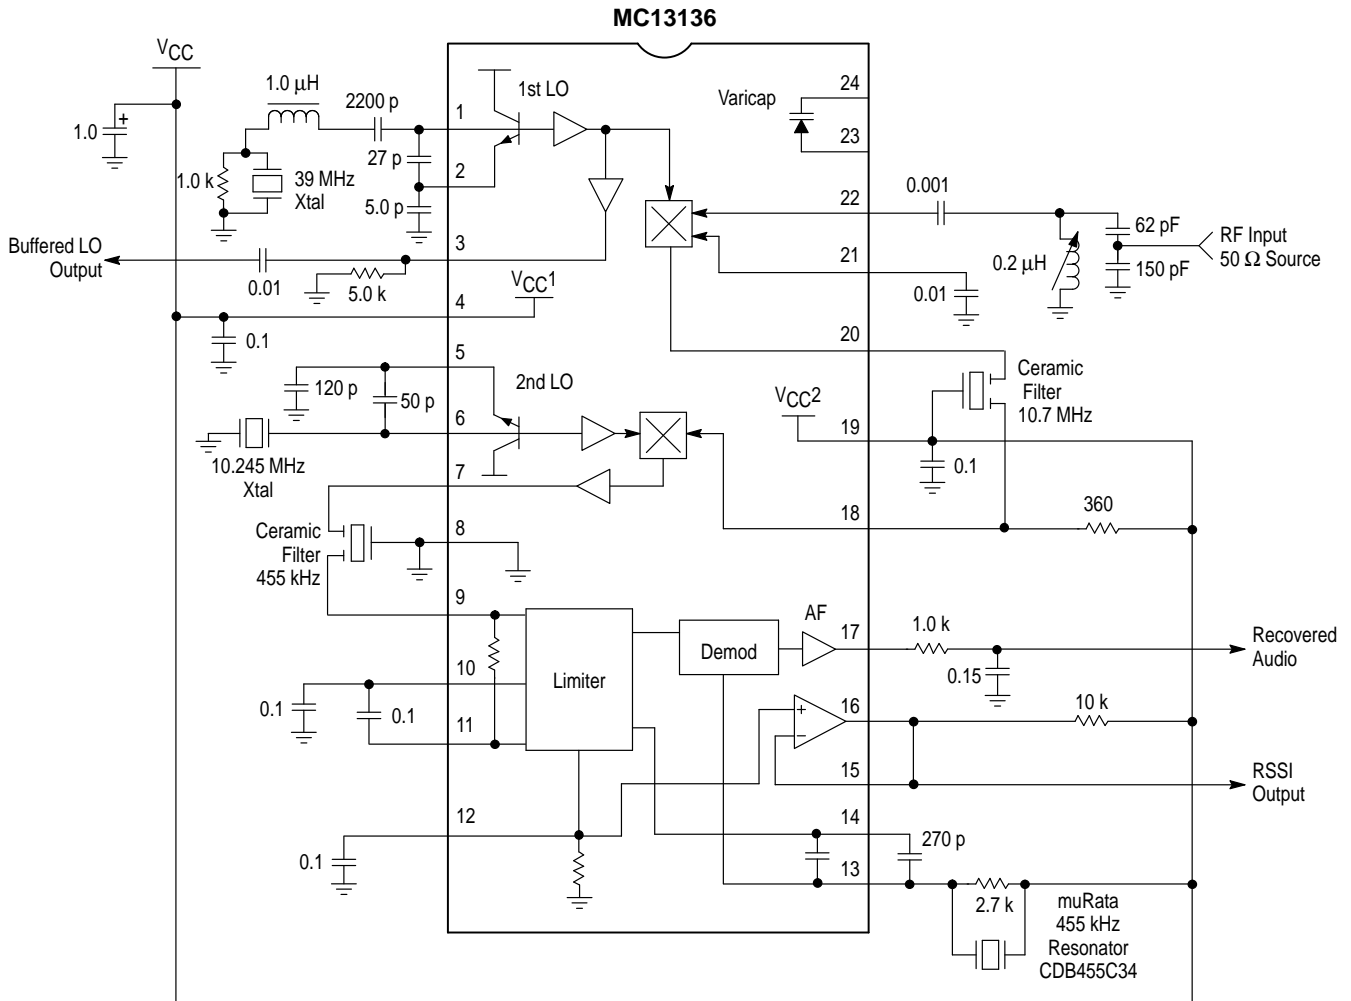 MC13136
VCC
1.0 µH
2200 p
1
1st LO
24
Varicap
1.0
+
27 p
2
23
1.0 k
39 MHz
Xtal
5.0 p
22
0.001
62 pF
RF Input
50 Ω Source
3
Buffered LO
Output
0.01
5.0 k
VCC1
21
0.01
0.2 µH
150 pF
4
0.1
20
5
120 p
50 p
2nd LO
Ceramic
Filter
10.7 MHz
VCC2
6
19
10.245 MHz
Xtal
7
0.1
Ceramic
Filter
455 kHz
8
18
360
9
AF
17
1.0 k
Recovered
Audio
10
Limiter
Demod
0.15
0.1
0.1
11
+
–
16
10 k
15
RSSI
Output
12
14
270 p
0.1
13
2.7 k
muRata
455 kHz
Resonator
CDB455C34